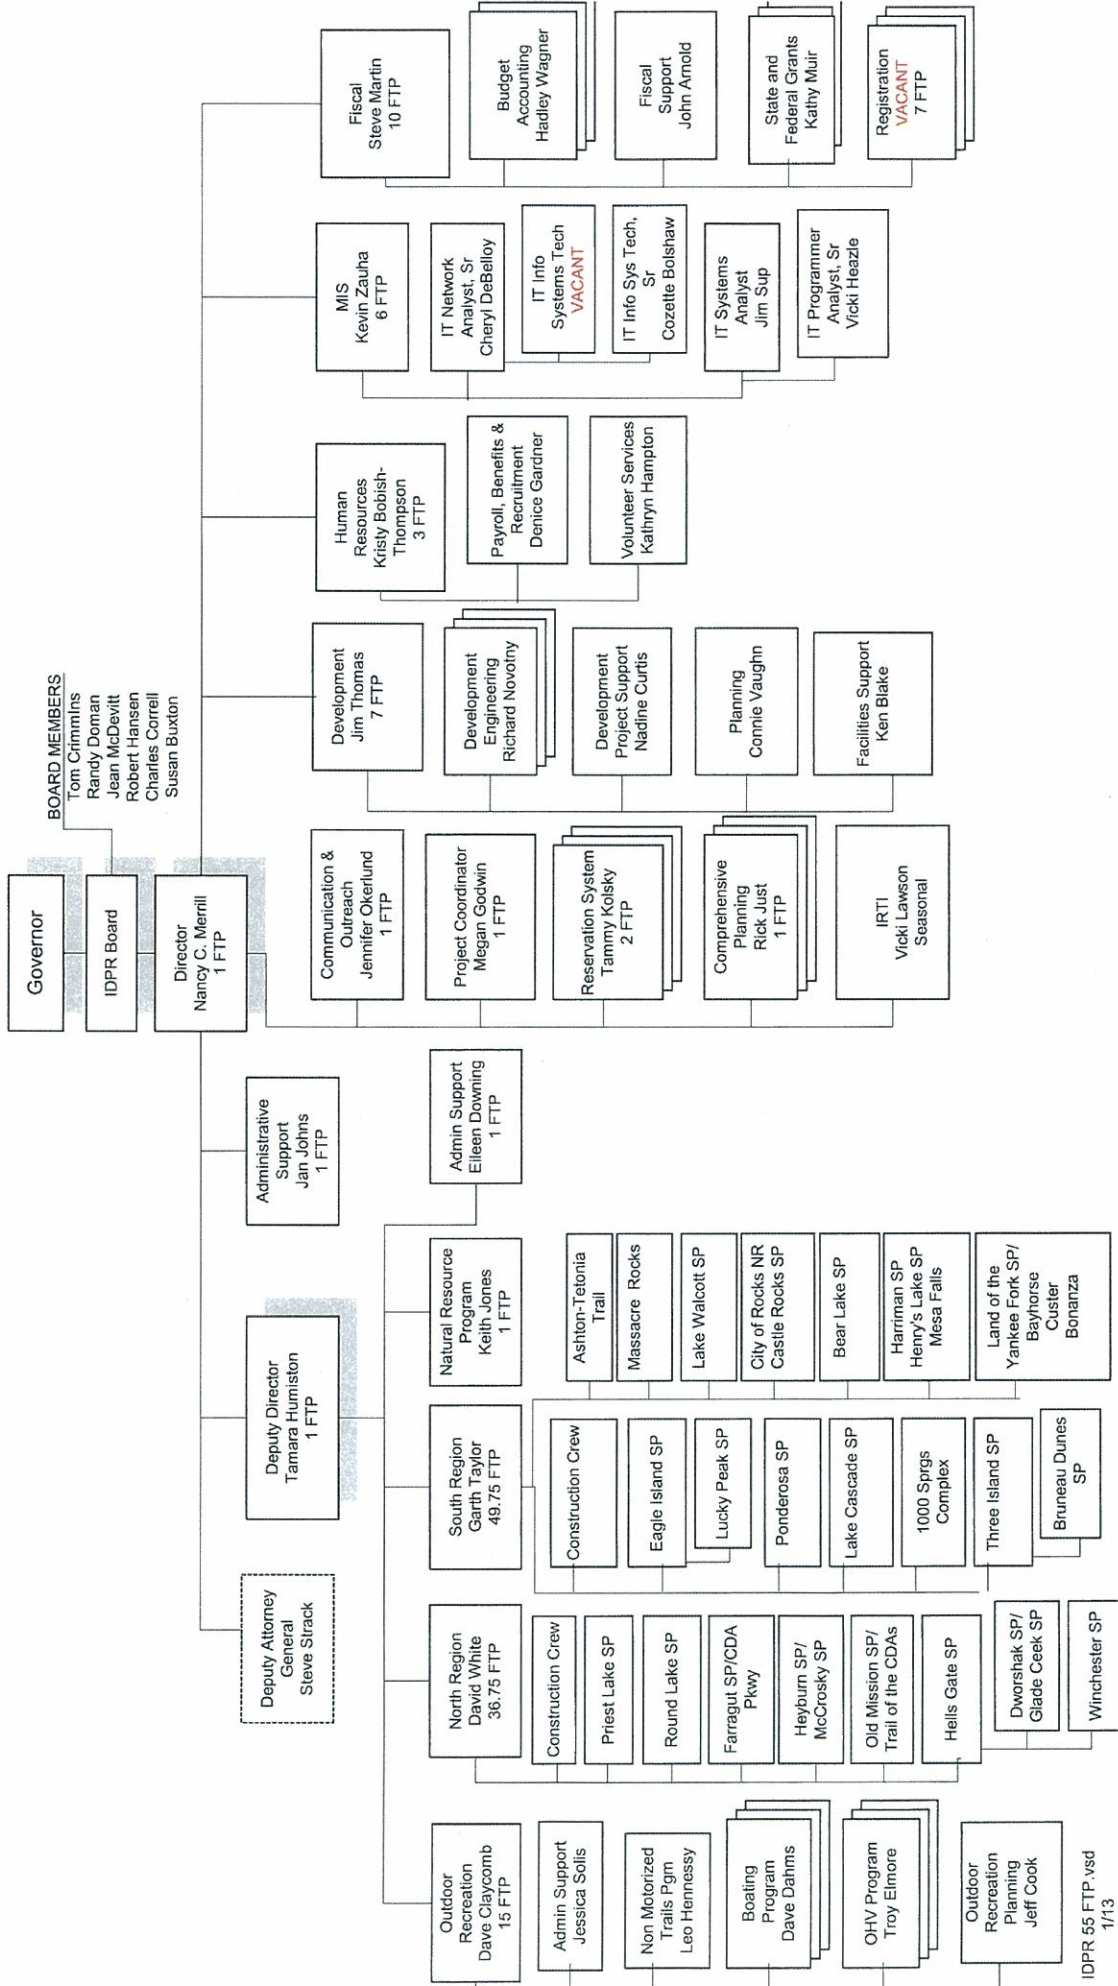 Governor
IDPR Board
BOARD MEMBERS
Tom CrimmIns
Randy Doman
Jean McDevitt
Robert Hansen
Charles Correll
Susan Buxton
Director
Nancy C. Merrill
1 FTP
Deputy Attorney
General
Steve Strack
Deputy Director
Tamara Humiston
1 FTP
Administrative
Support
Jan Johns
1 FTP
Outdoor
Recreation
Dave Claycomb
15 FTP
Admin Support
Jessica Solis
Non Motorized
Trails Pgm
Leo Hennessy
Boating
Program
Dave Dahms
OHV Program
Troy Elmore
Outdoor
Recreation
Planning
Jeff Cook
North Region
David White
36.75 FTP
Construction Crew
Priest Lake SP
Round Lake SP
Farragut SP/CDA
Pkwy
Heyburn SP/
McCrosky SP
Old Mission SP/
Trail of the CDAs
Hells Gate SP
Dworshak SP/
Glade Ceek SP
Winchester SP
South Region
Garth Taylor
49.75 FTP
Construction Crew
Eagle Island SP
Lucky Peak SP
Ponderosa SP
Lake Cascade SP
1000 Sprgs
Complex
Three Island SP
Bruneau Dunes
SP
Ashton-Tetonia
Trail
Massacre Rocks
Lake Walcott SP
City of Rocks NR
Castle Rocks SP
Bear Lake SP
Harriman SP
Henry's Lake SP
Mesa Falls
Land of the
Yankee Fork SP/
Bayhorse
Custer
Bonanza
Natural Resource
Program
Keith Jones
1 FTP
Admin Support
Eileen Downing
1 FTP
Communication &
Outreach
Jennifer Okerlund
1 FTP
Project Coordinator
Megan Godwin
1 FTP
Reservation System
Tammy Kolsky
2 FTP
Comprehensive
Planning
Rick Just
1 FTP
IRTI
Vicki Lawson
Seasonal
Development
Jim Thomas
7 FTP
Development
Engineering
Richard Novotny
Development
Project Support
Nadine Curtis
Planning
Connie Vaughn
Facilities Support
Ken Blake
Human
Resources
Kristy Bobish-
Thompson
3 FTP
Payroll, Benefits &
Recruitment
Denice Gardner
Volunteer Services
Kathryn Hampton
MIS
Kevin Zauha
6 FTP
IT Network
Analyst, Sr
Cheryl DeBelloy
IT Info
Systems Tech
VACANT
IT Info Sys Tech,
Sr
Cozette Bolshaw
IT Systems
Analyst
Jim Sup
IT Programmer
Analyst, Sr
Vicki Heazle
Fiscal
Steve Martin
10 FTP
Budget
Accounting
Hadley Wagner
Fiscal
Support
John Arnold
State and
Federal Grants
Kathy Muir
Registration
VACANT
7 FTP
IDPR 55 FTP.vsd
1/13